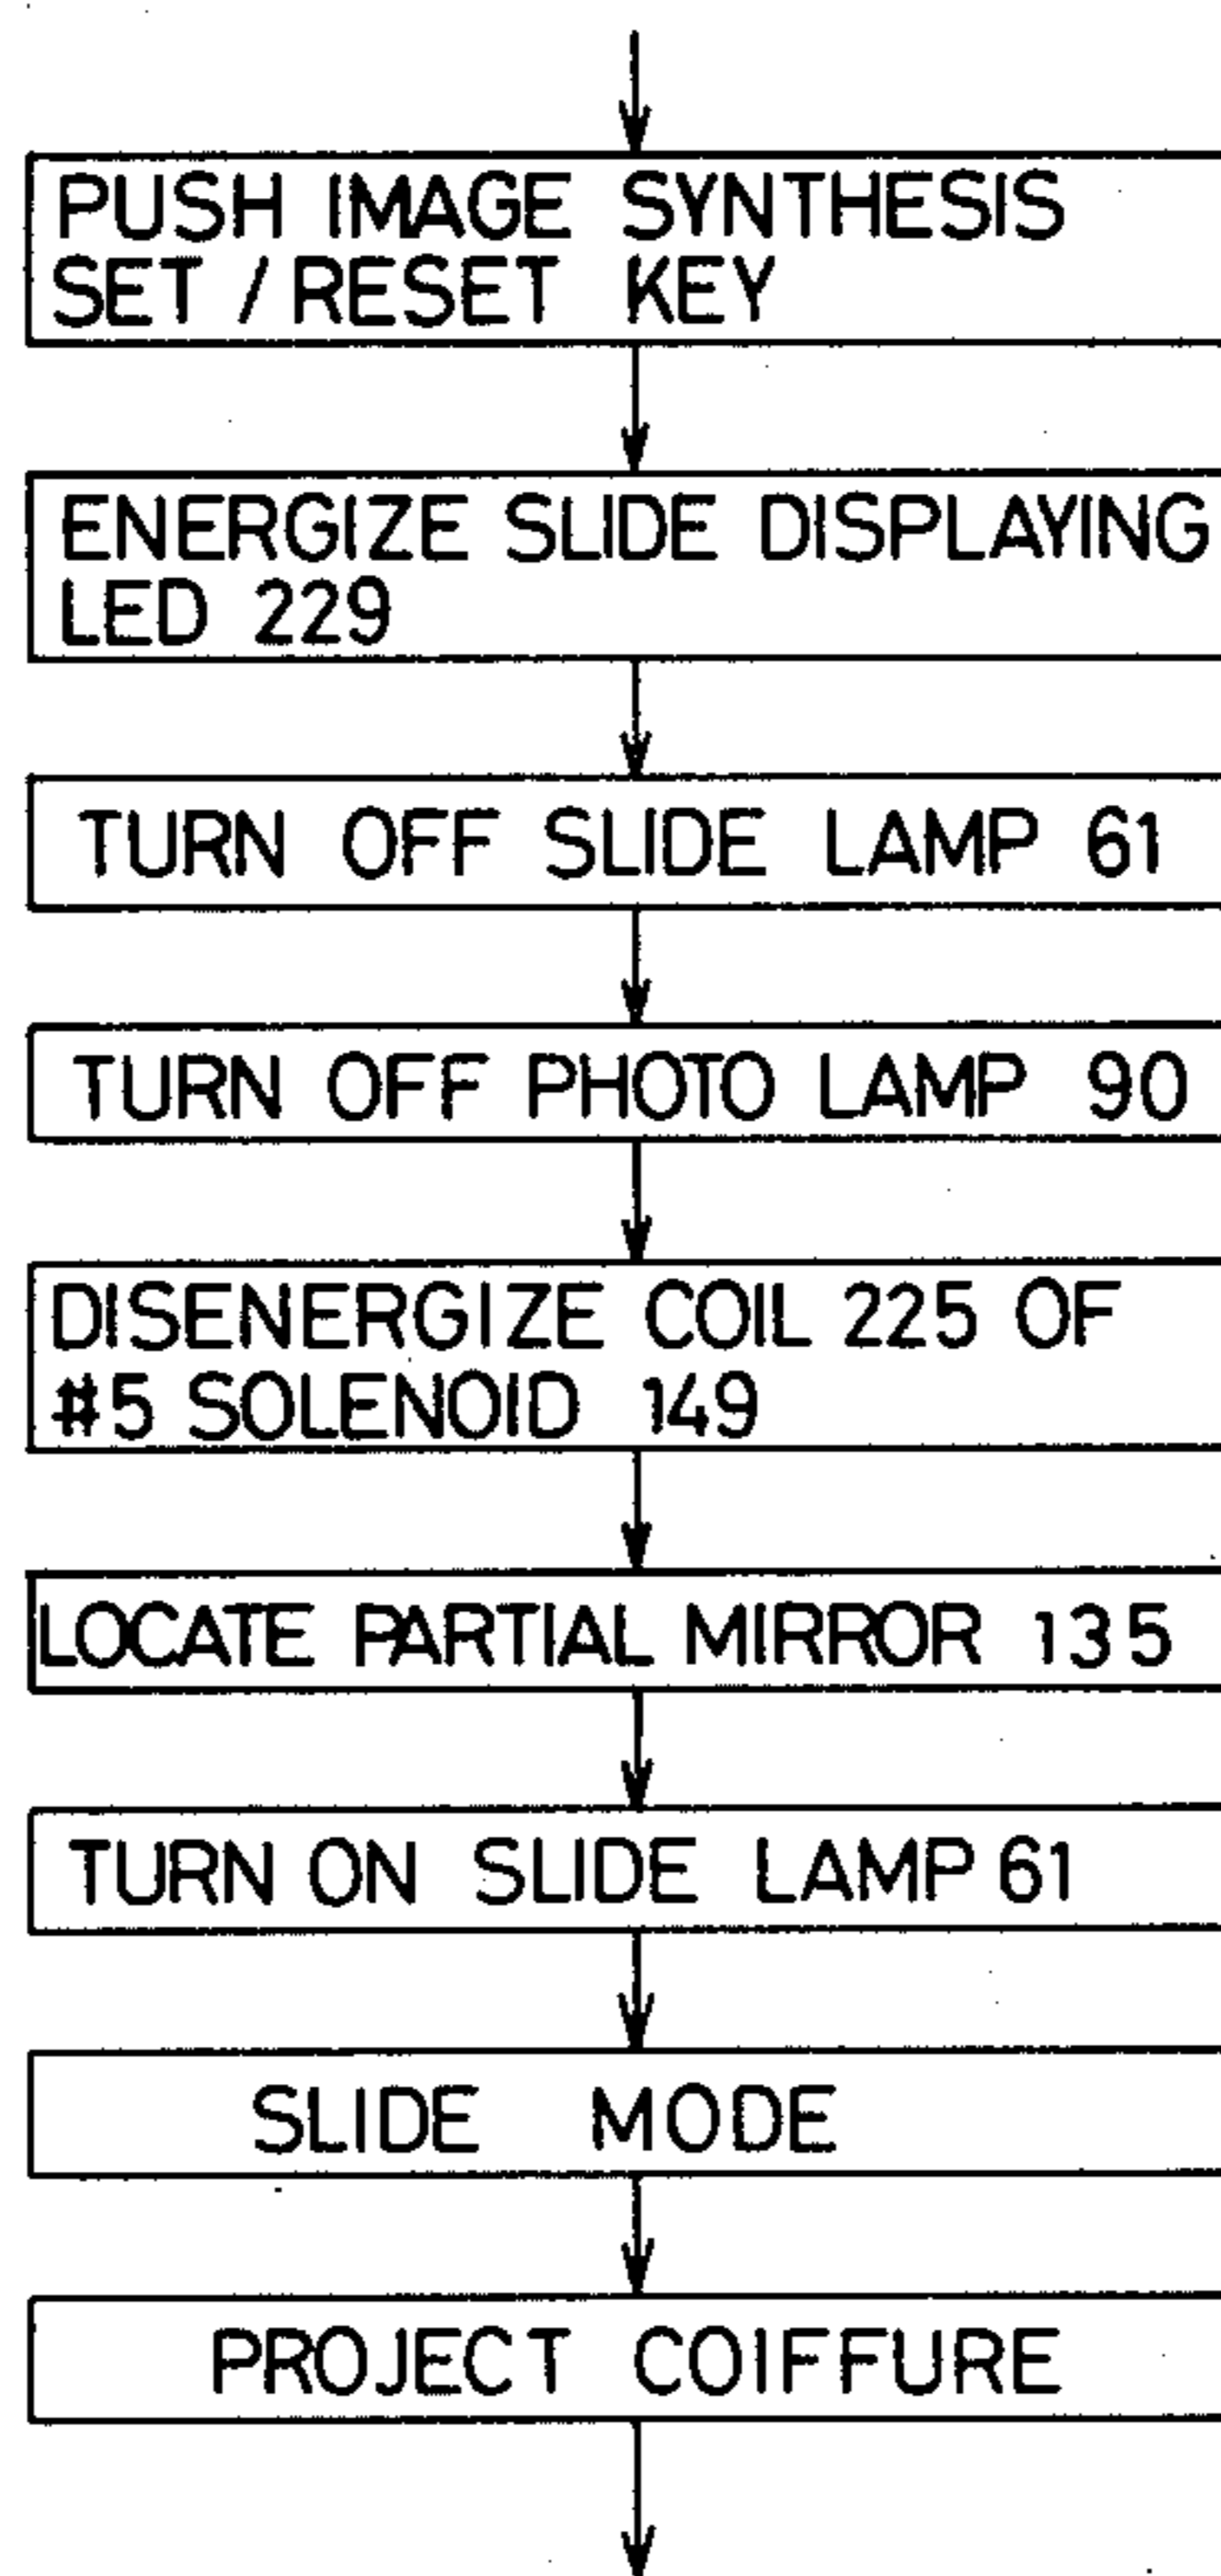 PUSH IMAGE SYNTHESIS
SET / RESET KEY
ENERGIZE SLIDE DISPLAYING
LED 229
TURN OFF SLIDE LAMP 61
TURN OFF PHOTO LAMP 90
DISENERGIZE COIL 225 OF
#5 SOLENOID 149
LOCATE PARTIAL MIRROR 135
TURN ON SLIDE LAMP 61
SLIDE MODE
PROJECT COIFFURE